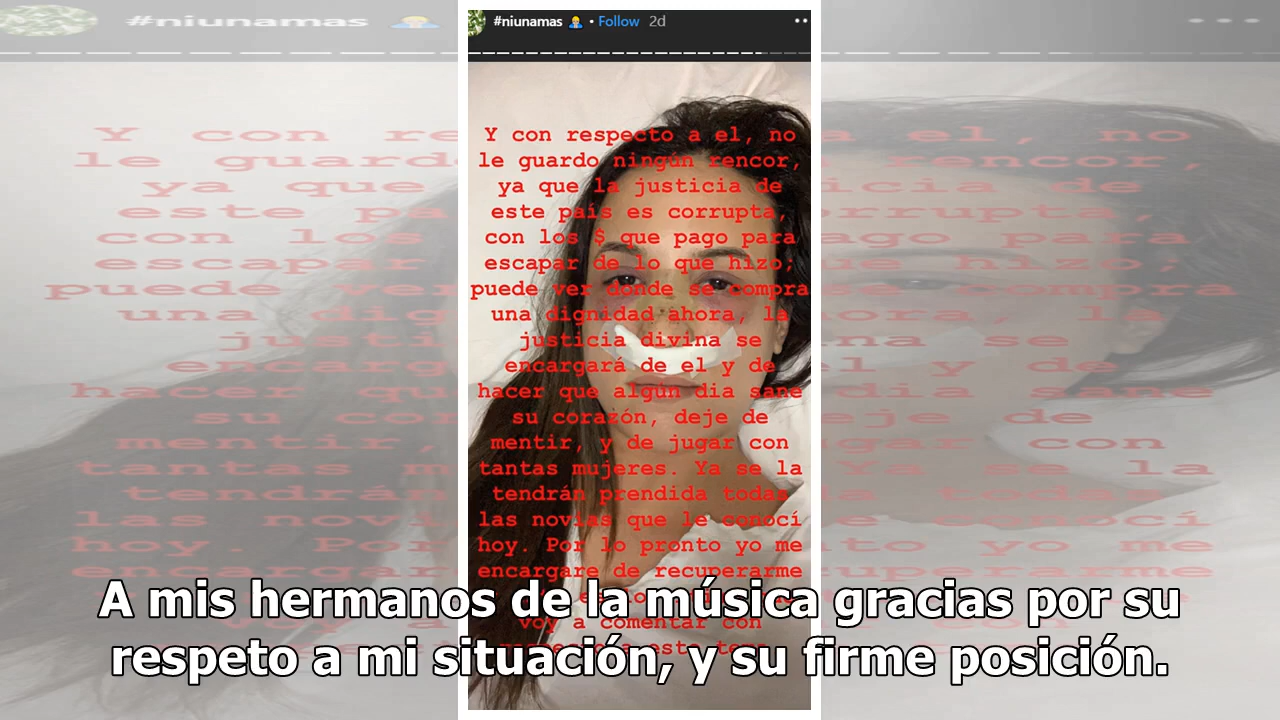 #niunamas • Follow 2d
Y con respecto a el, no
le guardo ningún rencor,
ya que la justicia de
este país es corrupta,
con los $ que pago para
escapar de lo que hizo;
puede ver donde se compra
una dignidad ahora, la
justicia divina se
encargará de el y de
hacer que algún dia sane
su corazón, deje de
mentir, y de jugar con
tantas mujeres. Ya se la
tendrán prendida todas
las novias que le conocí
hoy. Por lo pronto yo me
encargare de recuperarme
voy a comentar con
A mis hermanos de la música gracias por su
respeto a mi situación, y su firme posición.